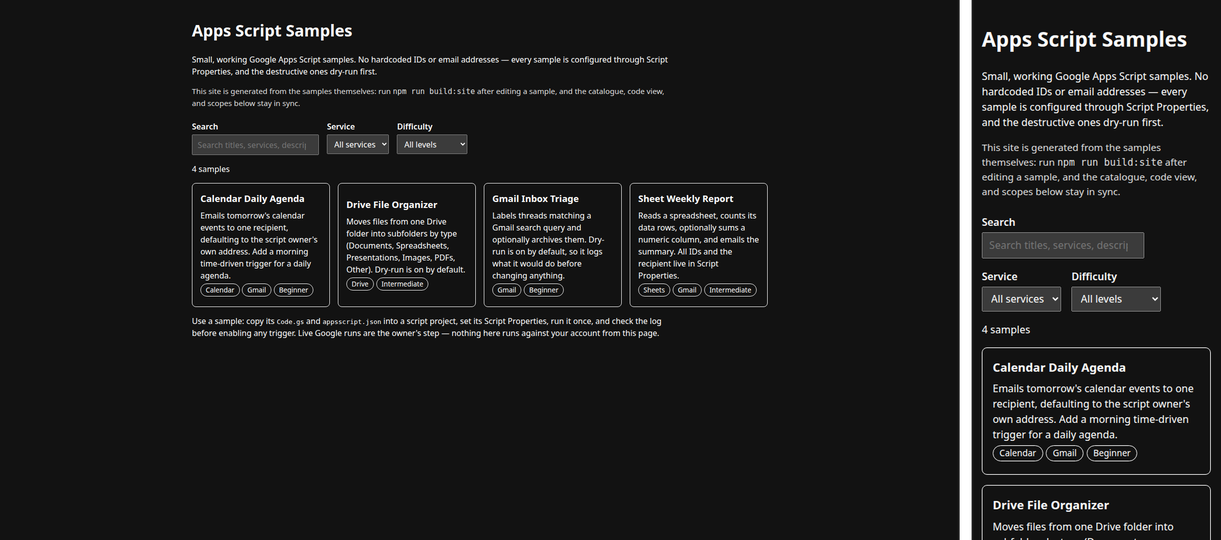 Apps Script Samples
Small, working Google Apps Script samples. No hardcoded IDs or email addresses — every sample is configured through Script
Properties, and the destructive ones dry-run first.
This site is generated from the samples themselves: run npm run build:site after editing a sample, and the catalogue, code view,
and scopes below stay in sync.
Search
Service
Difficulty
Search titles, services, descrip
All services
All levels
4 samples
Calendar Daily Agenda
Emails tomorrow's calendar
events to one recipient,
defaulting to the script owner's
own address. Add a morning
time-driven trigger for a daily
agenda.
Calendar
Gmail
Beginner
Drive File Organizer
Moves files from one Drive
folder into subfolders by type
(Documents, Spreadsheets,
Presentations, Images, PDFs,
Other). Dry-run is on by default.
Drive
Intermediate
Gmail Inbox Triage
Labels threads matching a
Gmail search query and
optionally archives them. Dry-
run is on by default, so it logs
what it would do before
changing anything.
Gmail
Beginner
Sheet Weekly Report
Reads a spreadsheet, counts its
data rows, optionally sums a
numeric column, and emails the
summary. All IDs and the
recipient live in Script
Properties.
Sheets
Gmail
Intermediate
Use a sample: copy its Code.gs and appsscript.json into a script project, set its Script Properties, run it once, and check the log
before enabling any trigger. Live Google runs are the owner's step — nothing here runs against your account from this page.
Apps Script Samples
Small, working Google Apps Script samples. No
hardcoded IDs or email addresses — every
sample is configured through Script Properties,
and the destructive ones dry-run first.
This site is generated from the samples
themselves: run npm run build:site after
editing a sample, and the catalogue, code view,
and scopes below stay in sync.
Search
Search titles, services, descrip
Service
Difficulty
All services
All levels
4 samples
Calendar Daily Agenda
Emails tomorrow's calendar events to one
recipient, defaulting to the script owner's
own address. Add a morning time-driven
trigger for a daily agenda.
Calendar
Gmail
Beginner
Drive File Organizer
Moves files from one Drive folder into